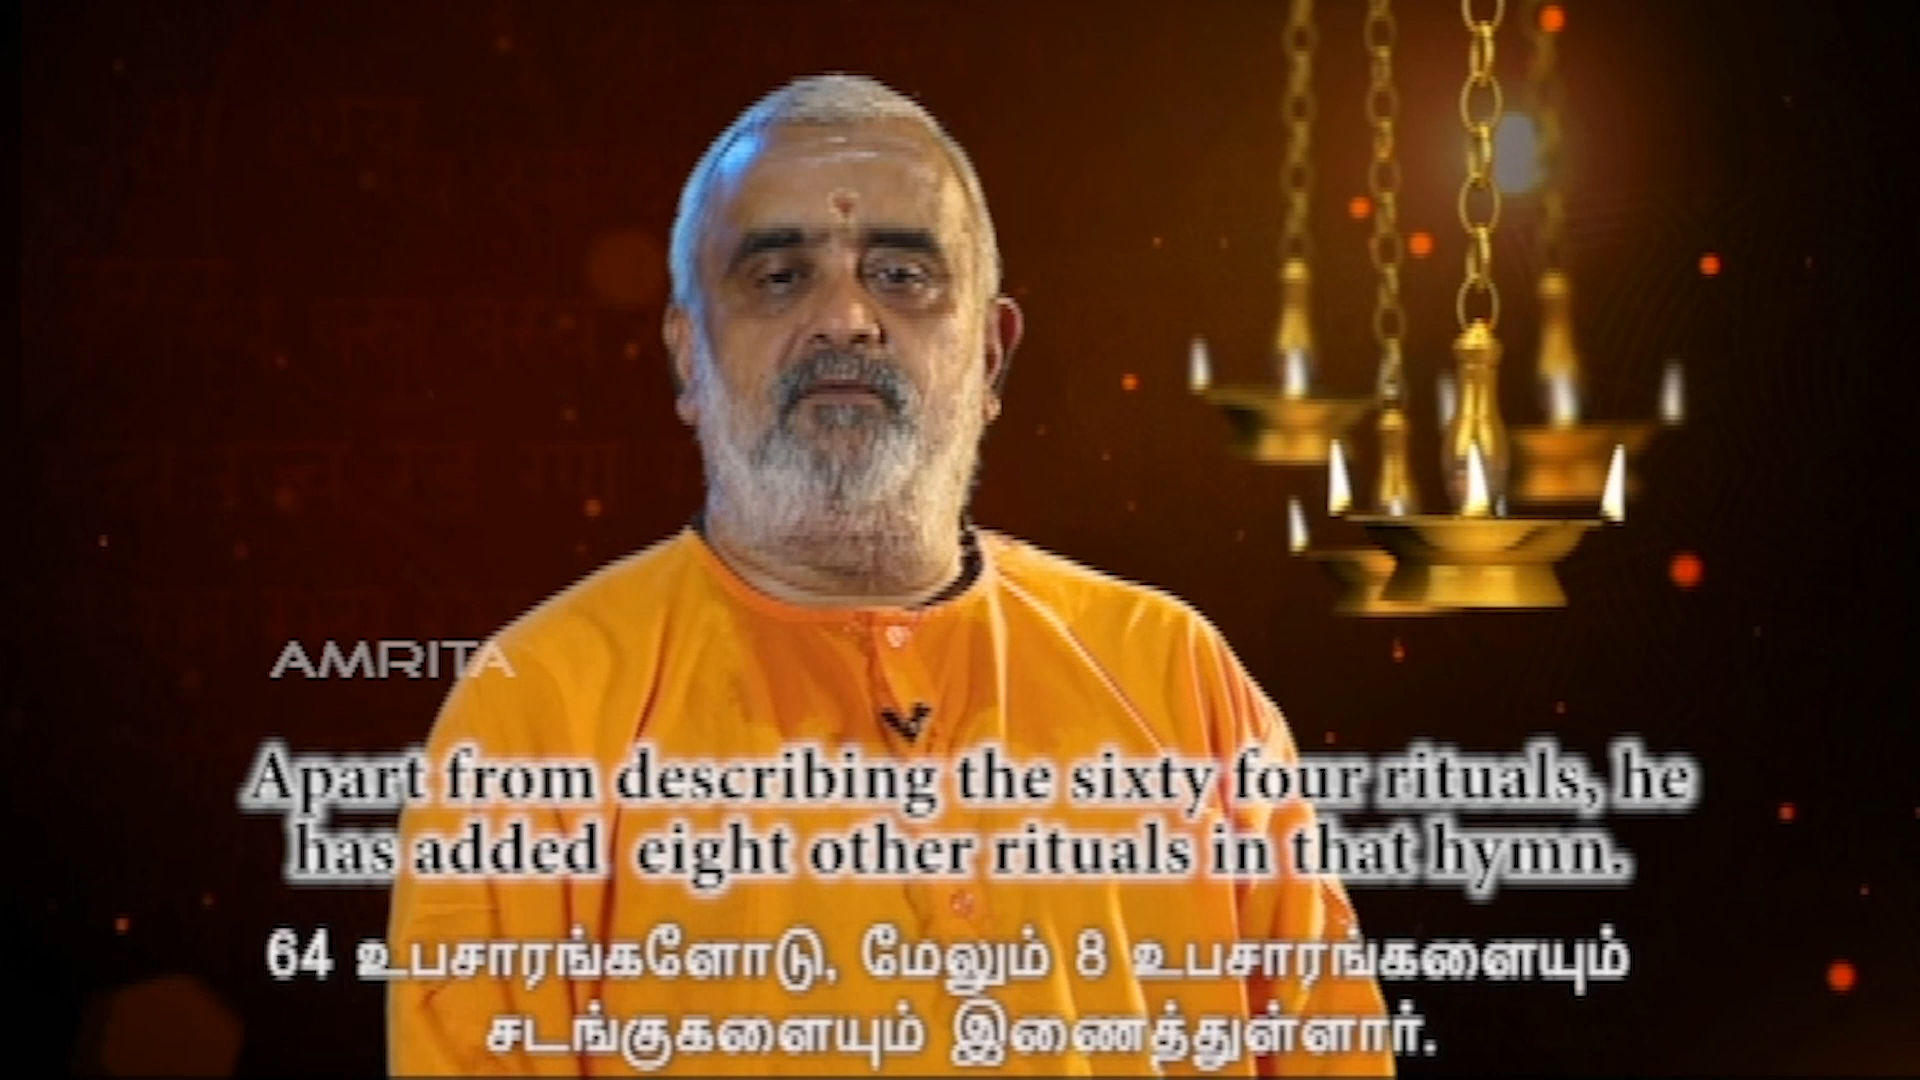 AMRITA
Apart from describing the sixty four rituals, he
has added eight other rituals in that hymn.
64 உபசாரங்களோடு, மேலும் 8 உபசாரங்களையும்
சடங்குகளையும் இணைத்துள்ளார்.